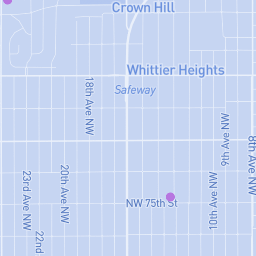 Crown Hill
Whittier Heights
Safeway
18th Ave NW
9th Ave NW
8th Ave NW
20th Ave NW
23rd Ave NW
10th Ave NW
NW 75th St
22nd